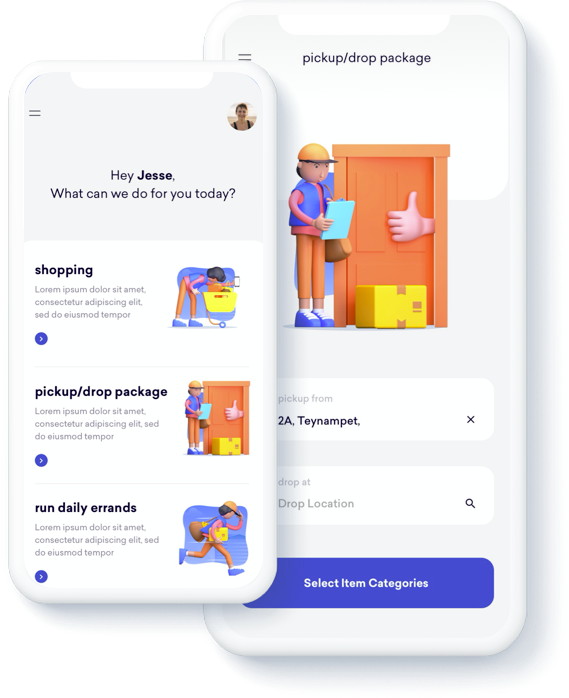 pickup/drop package
Hey Jesse,
What can we do for you today?
shopping
Lorem ipsum dolor sit amet,
consectetur adipiscing elit,
sed do eiusmod tempor
pickup/drop package
Lorem ipsum dolor sit amet,
consectetur adipiscing elit, sed
do eiusmod tempor
run daily errands
Lorem ipsum dolor sit amet,
consectetur adipiscing elit, sed
do eiusmod tempor
pickup from
2A, Teynampet,
drop at
Drop Location
Select Item Categories